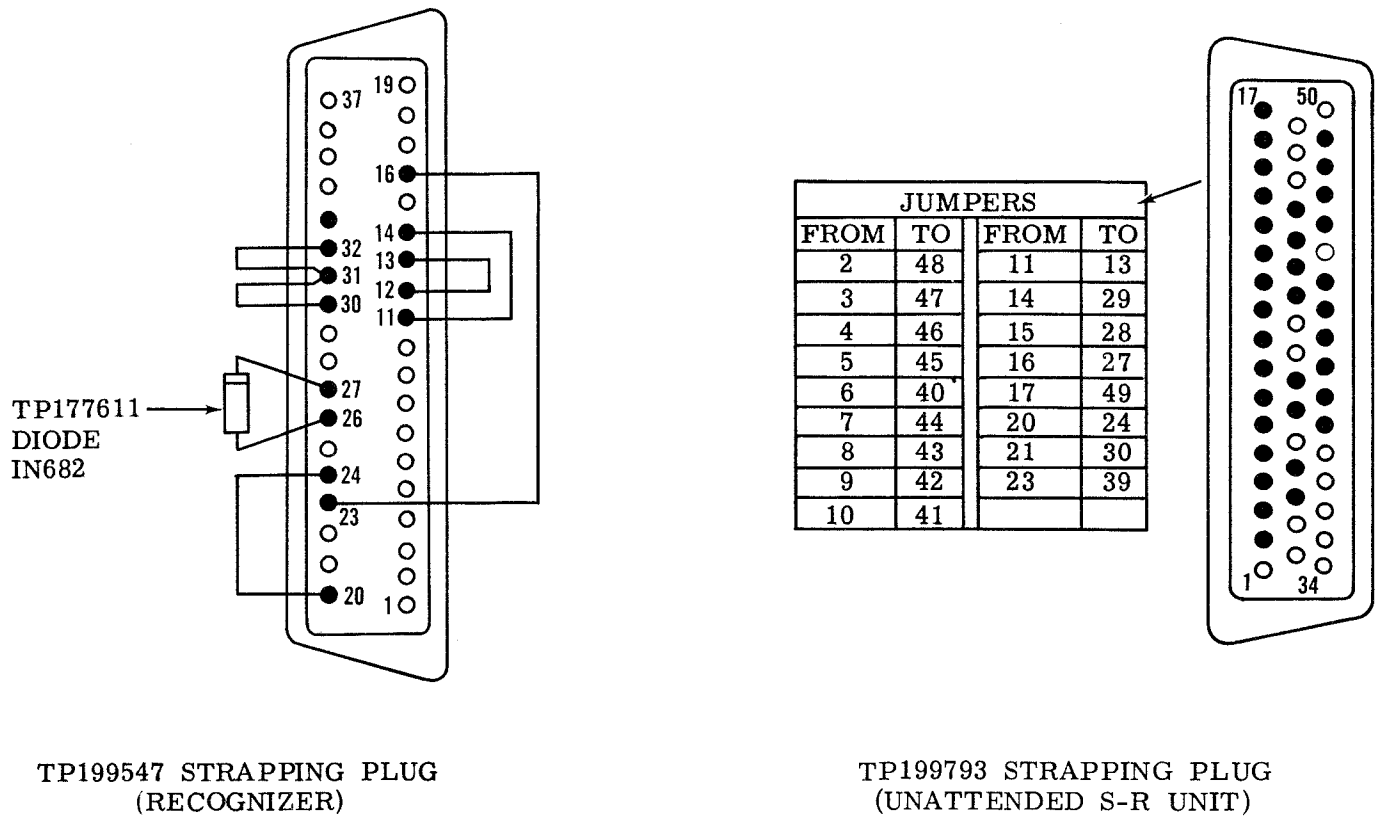 19
37
16
14
32
13
31
12
30
11
27
26
24
23
20
1
TP177611
DIODE
IN682
JUMPERS
FROM TO FROM TO
2 48 11 13
3 47 14 29
4 46 15 28
5 45 16 27
6 40 17 49
7 44 20 24
8 43 21 30
9 42 23 39
10 41
17 50
1 34
TP199547 STRAPPING PLUG
(RECOGNIZER)
TP199793 STRAPPING PLUG
(UNATTENDED S-R UNIT)